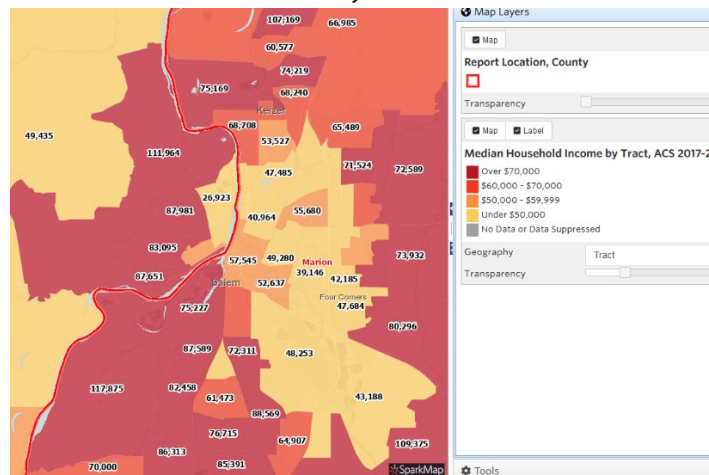 107,169
66,985
60,577
74,219
75,169
68,240
Keizer
68,708
65,489
53,527
49,435
111,964
71,524
72,589
47,485
26,923
87,981
55,680
40,964
83,095
73,932
57,545
49,280
Marion
39,146
87,651
Salem
52,637
42,185
Four Corners
75,227
47,684
80,296
87,589
72,311
48,253
117,875
82,458
61,473
43,188
88,569
76,715
64,907
109,375
86,313
70,000
85,391
SparkMap
Map Layers
Map
Report Location, County
Transparency
Map
Label
Median Household Income by Tract, ACS 2017-2
Over $70,000
$60,000 - $70,000
$50,000 - $59,999
Under $50,000
No Data or Data Suppressed
Geography
Tract
Transparency
Tools